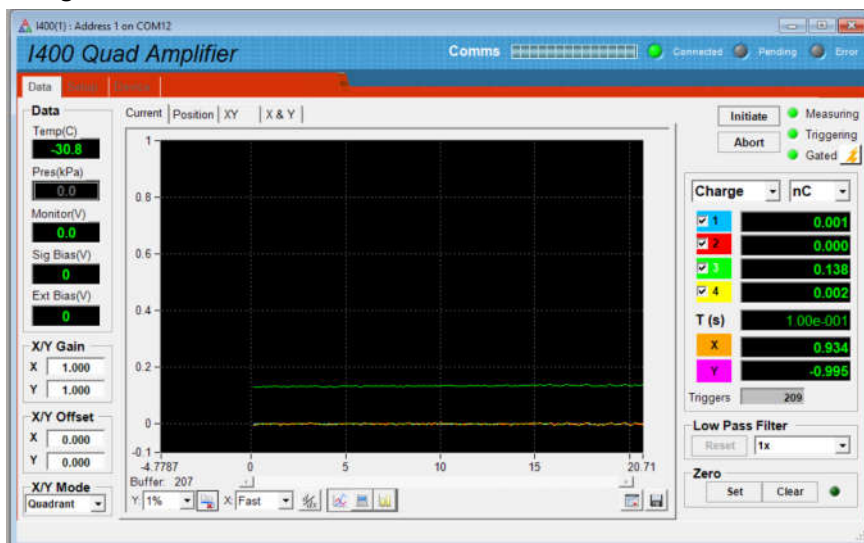 I400(1) : Address 1 on COM12
I400 Quad Amplifier
Comms
Connected
Pending
Error
Data
Setup
Device
Data
Temp(C)
-30.8
Pres(kPa)
0.0
Monitor(V)
0.0
Sig Bias(V)
0
Ext Bias(V)
0
X/Y Gain
X 1.000
Y 1.000
X/Y Offset
X 0.000
Y 0.000
X/Y Mode
Quadrant
Current Position XY X & Y
1
0.8
0.6
0.4
0.2
0
-0.1
-4.7787 0 5 10 15 20.71
Buffer: 207
Y: 1% X: Fast
Initiate
Abort
Measuring
Triggering
Gated
Charge nC
1 0.001
2 0.000
3 0.138
4 0.002
T (s) 1.00e-001
X 0.934
Y -0.995
Triggers 209
Low Pass Filter
Reset 1x
Zero
Set Clear